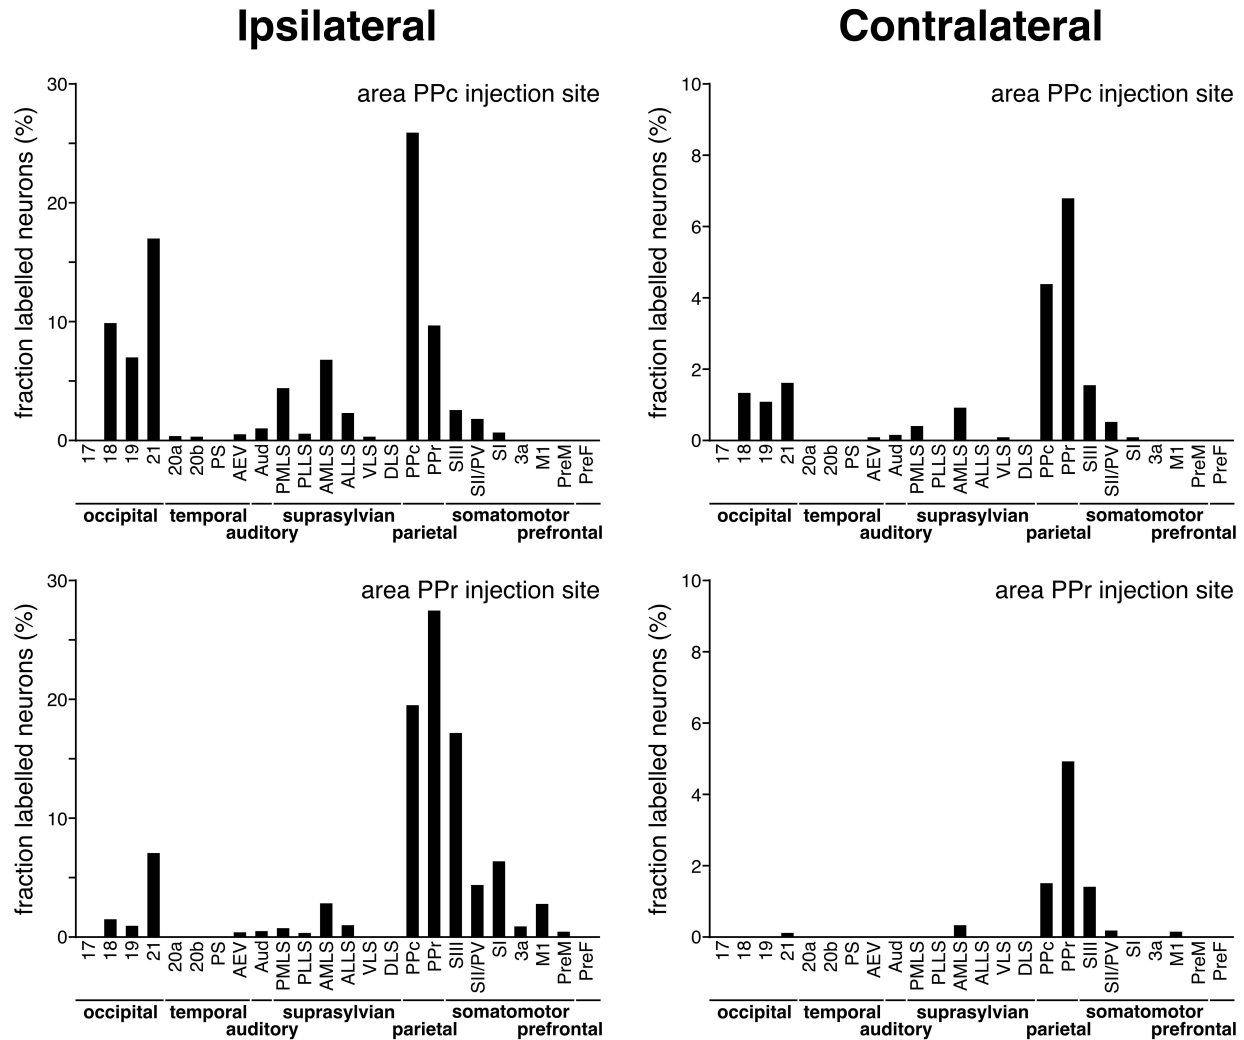 Ipsilateral
Contralateral
area PPc injection site
fraction labelled neurons (%)
30
20
10
0
17 18 19 21 20a 20b PS AEV Aud PMLS PLLS AMLS ALLS VLS DLS PPc PPr SIII SII/PV SI 3a M1 PreM PreF
occipital temporal suprasylvian somatomotor
auditory parietal prefrontal
area PPc injection site
fraction labelled neurons (%)
10
8
6
4
2
0
17 18 19 21 20a 20b PS AEV Aud PMLS PLLS AMLS ALLS VLS DLS PPc PPr SIII SII/PV SI 3a M1 PreM PreF
occipital temporal suprasylvian somatomotor
auditory parietal prefrontal
area PPr injection site
fraction labelled neurons (%)
30
20
10
0
17 18 19 21 20a 20b PS AEV Aud PMLS PLLS AMLS ALLS VLS DLS PPc PPr SIII SII/PV SI 3a M1 PreM PreF
occipital temporal suprasylvian somatomotor
auditory parietal prefrontal
area PPr injection site
fraction labelled neurons (%)
10
8
6
4
2
0
17 18 19 21 20a 20b PS AEV Aud PMLS PLLS AMLS ALLS VLS DLS PPc PPr SIII SII/PV SI 3a M1 PreM PreF
occipital temporal suprasylvian somatomotor
auditory parietal prefrontal